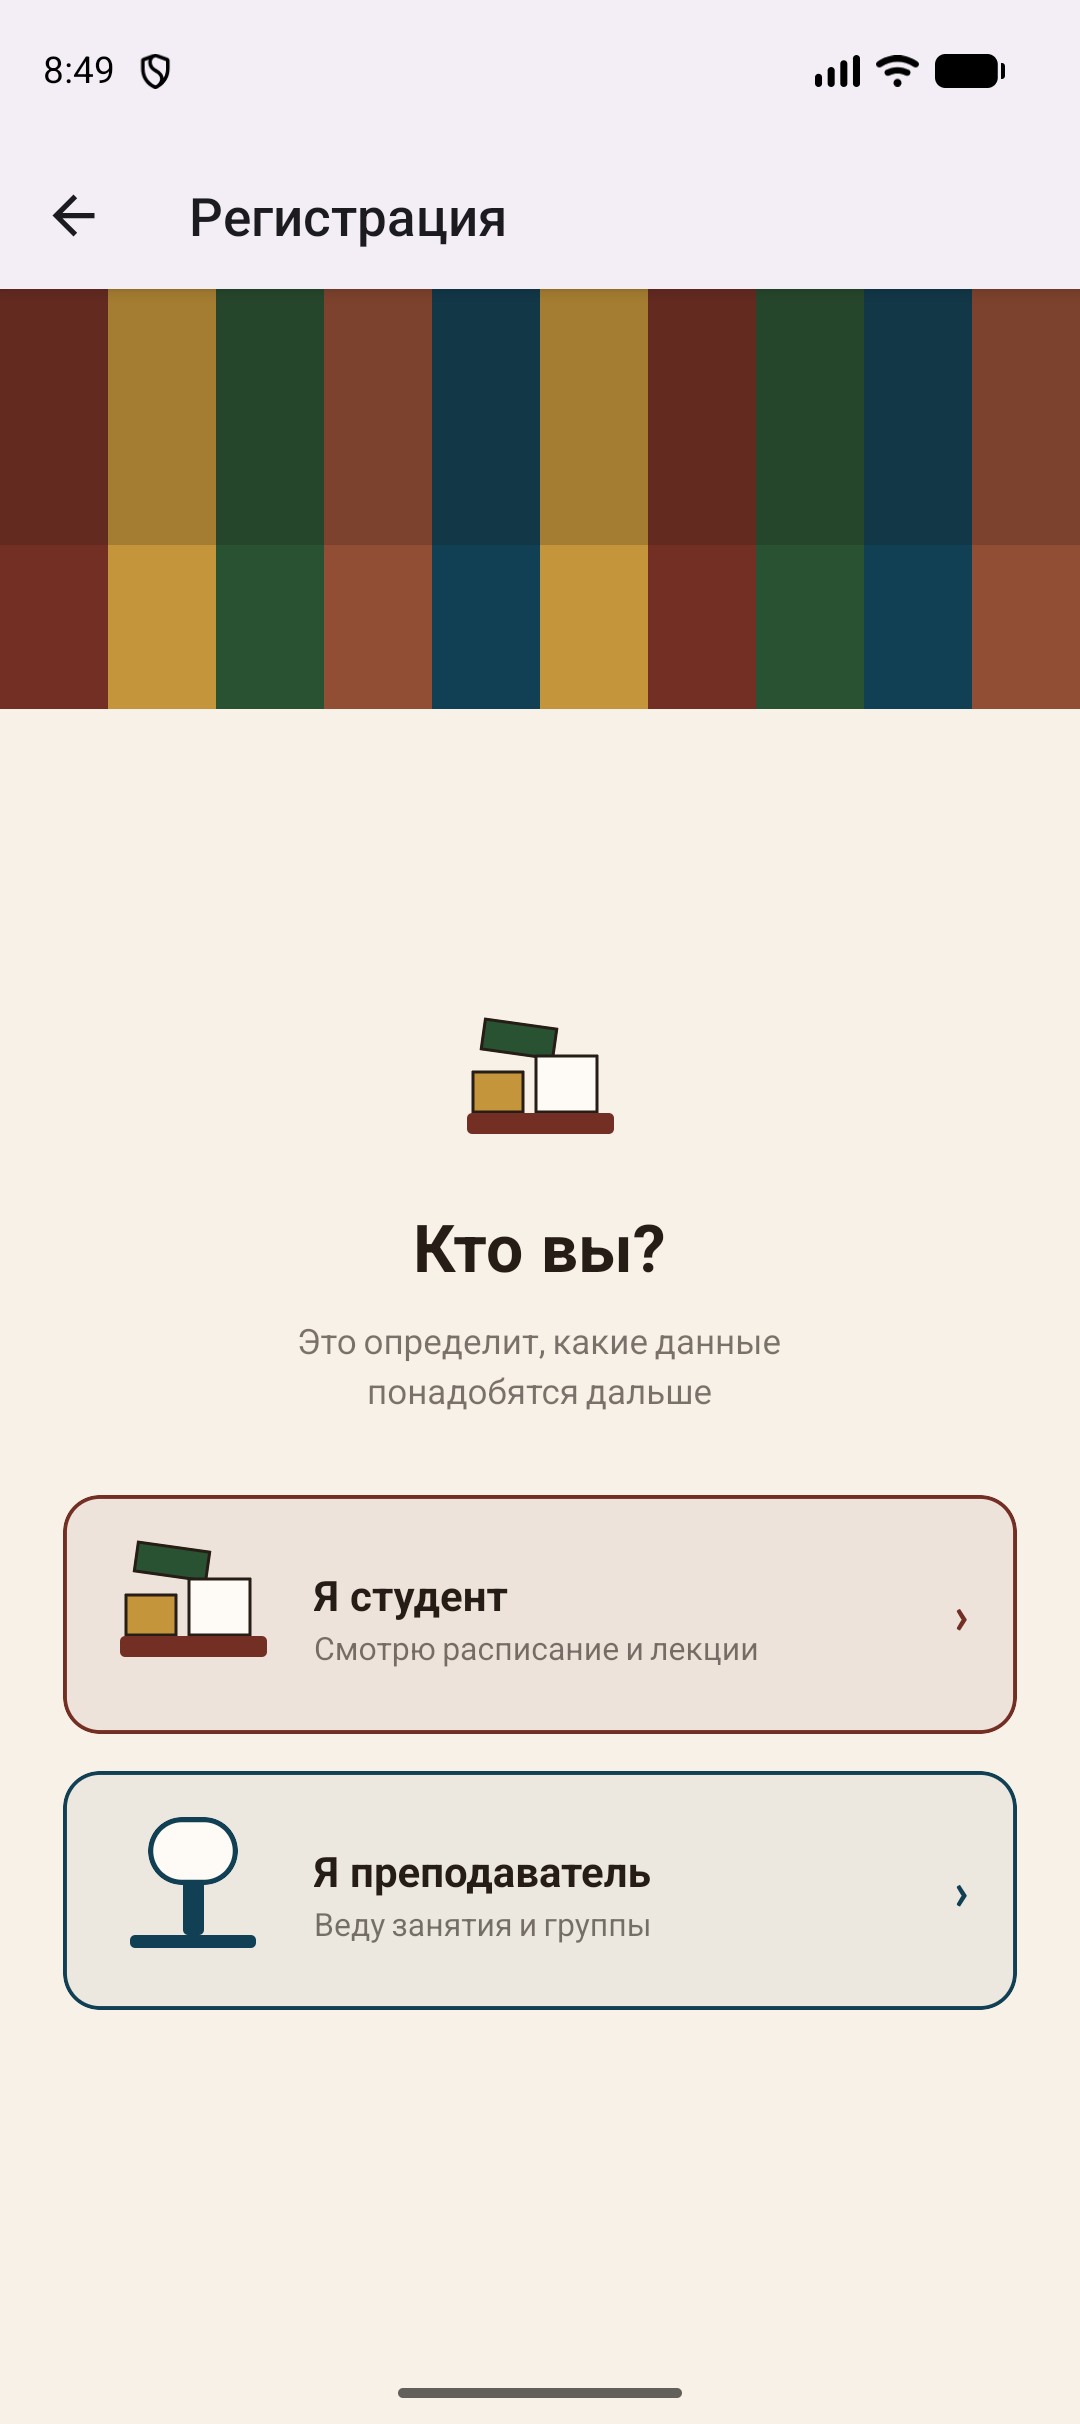 8:49
Регистрация
Кто вы?
Это определит, какие данные
понадобятся дальше
Я студент
Смотрю расписание и лекции
Я преподаватель
Веду занятия и группы